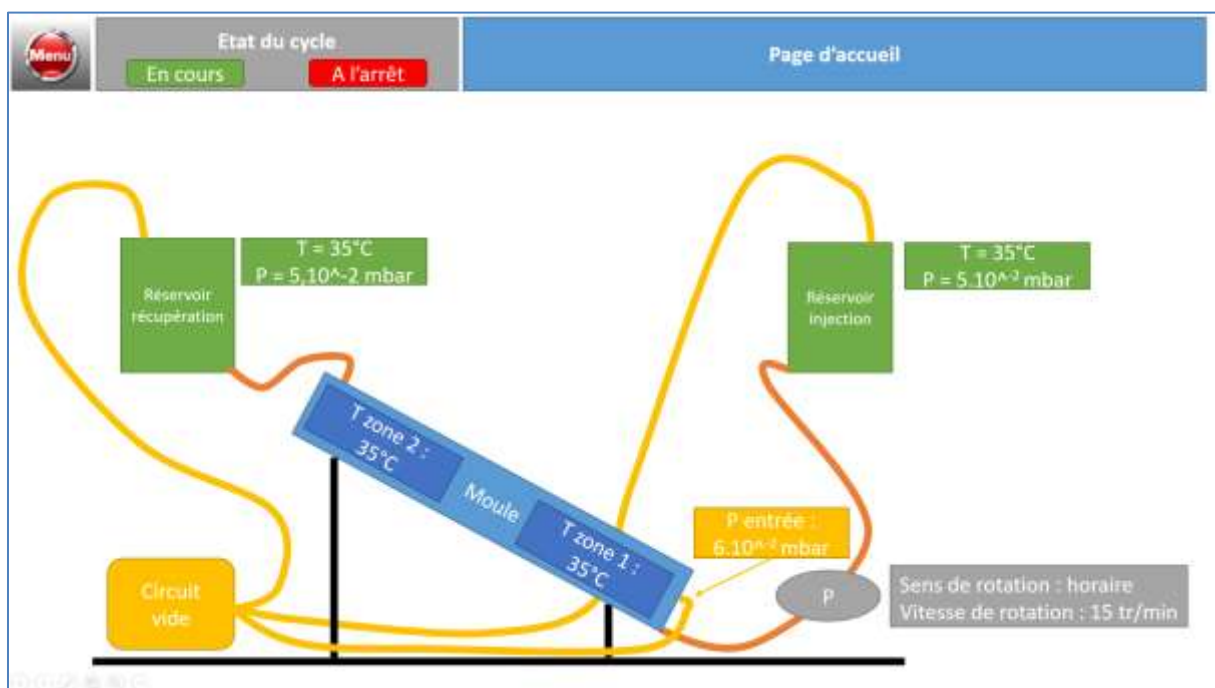 Menu
Etat du cycle
En cours
A l'arrêt
Page d'accueil
T = 35°C
P = 5,10^-2 mbar
Réservoir
récupération
T = 35°C
P = 5.10^-2 mbar
Réservoir
injection
T zone 2 :
35°C
Moule
T zone 1 :
35°C
P entrée :
6.10^-2 mbar
Circuit
vide
P
Sens de rotation : horaire
Vitesse de rotation : 15 tr/min